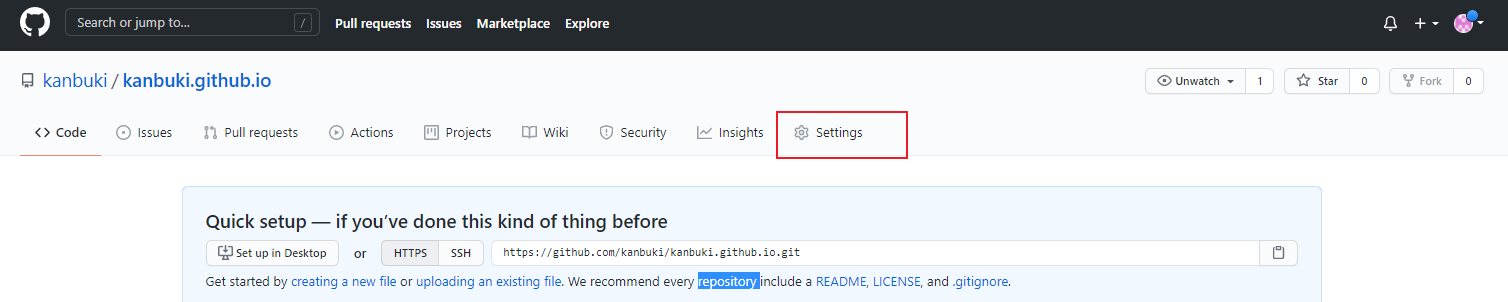 Search or jump to... / Pull requests Issues Marketplace Explore
kanbuki / kanbuki.github.io Unwatch 1 Star 0 Fork 0
Code Issues Pull requests Actions Projects Wiki Security Insights Settings
Quick setup — if you've done this kind of thing before
Set up in Desktop or HTTPS SSH https://github.com/kanbuki/kanbuki.github.io.git
Get started by creating a new file or uploading an existing file. We recommend every repository include a README, LICENSE, and .gitignore.